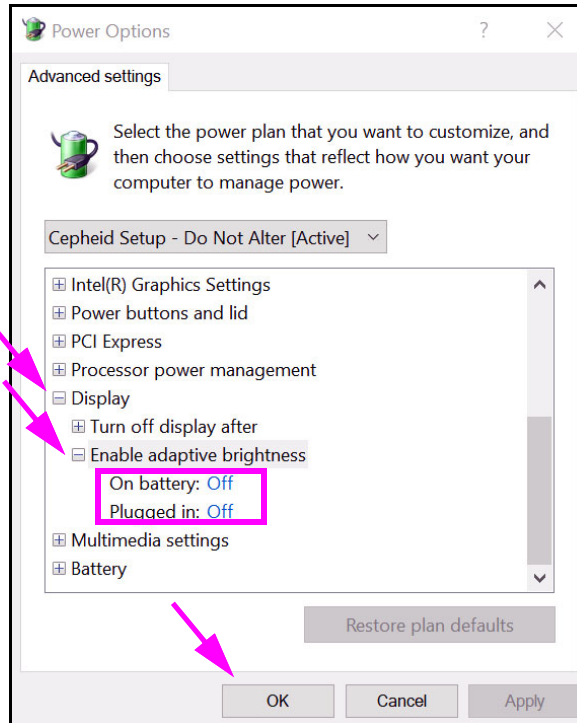 Power Options
?
Advanced settings
Select the power plan that you want to customize, and
then choose settings that reflect how you want your
computer to manage power.
Cepheid Setup - Do Not Alter [Active]
Intel(R) Graphics Settings
Power buttons and lid
PCI Express
Processor power management
Display
Turn off display after
Enable adaptive brightness
On battery: Off
Plugged in: Off
Multimedia settings
Battery
Restore plan defaults
OK Cancel Apply